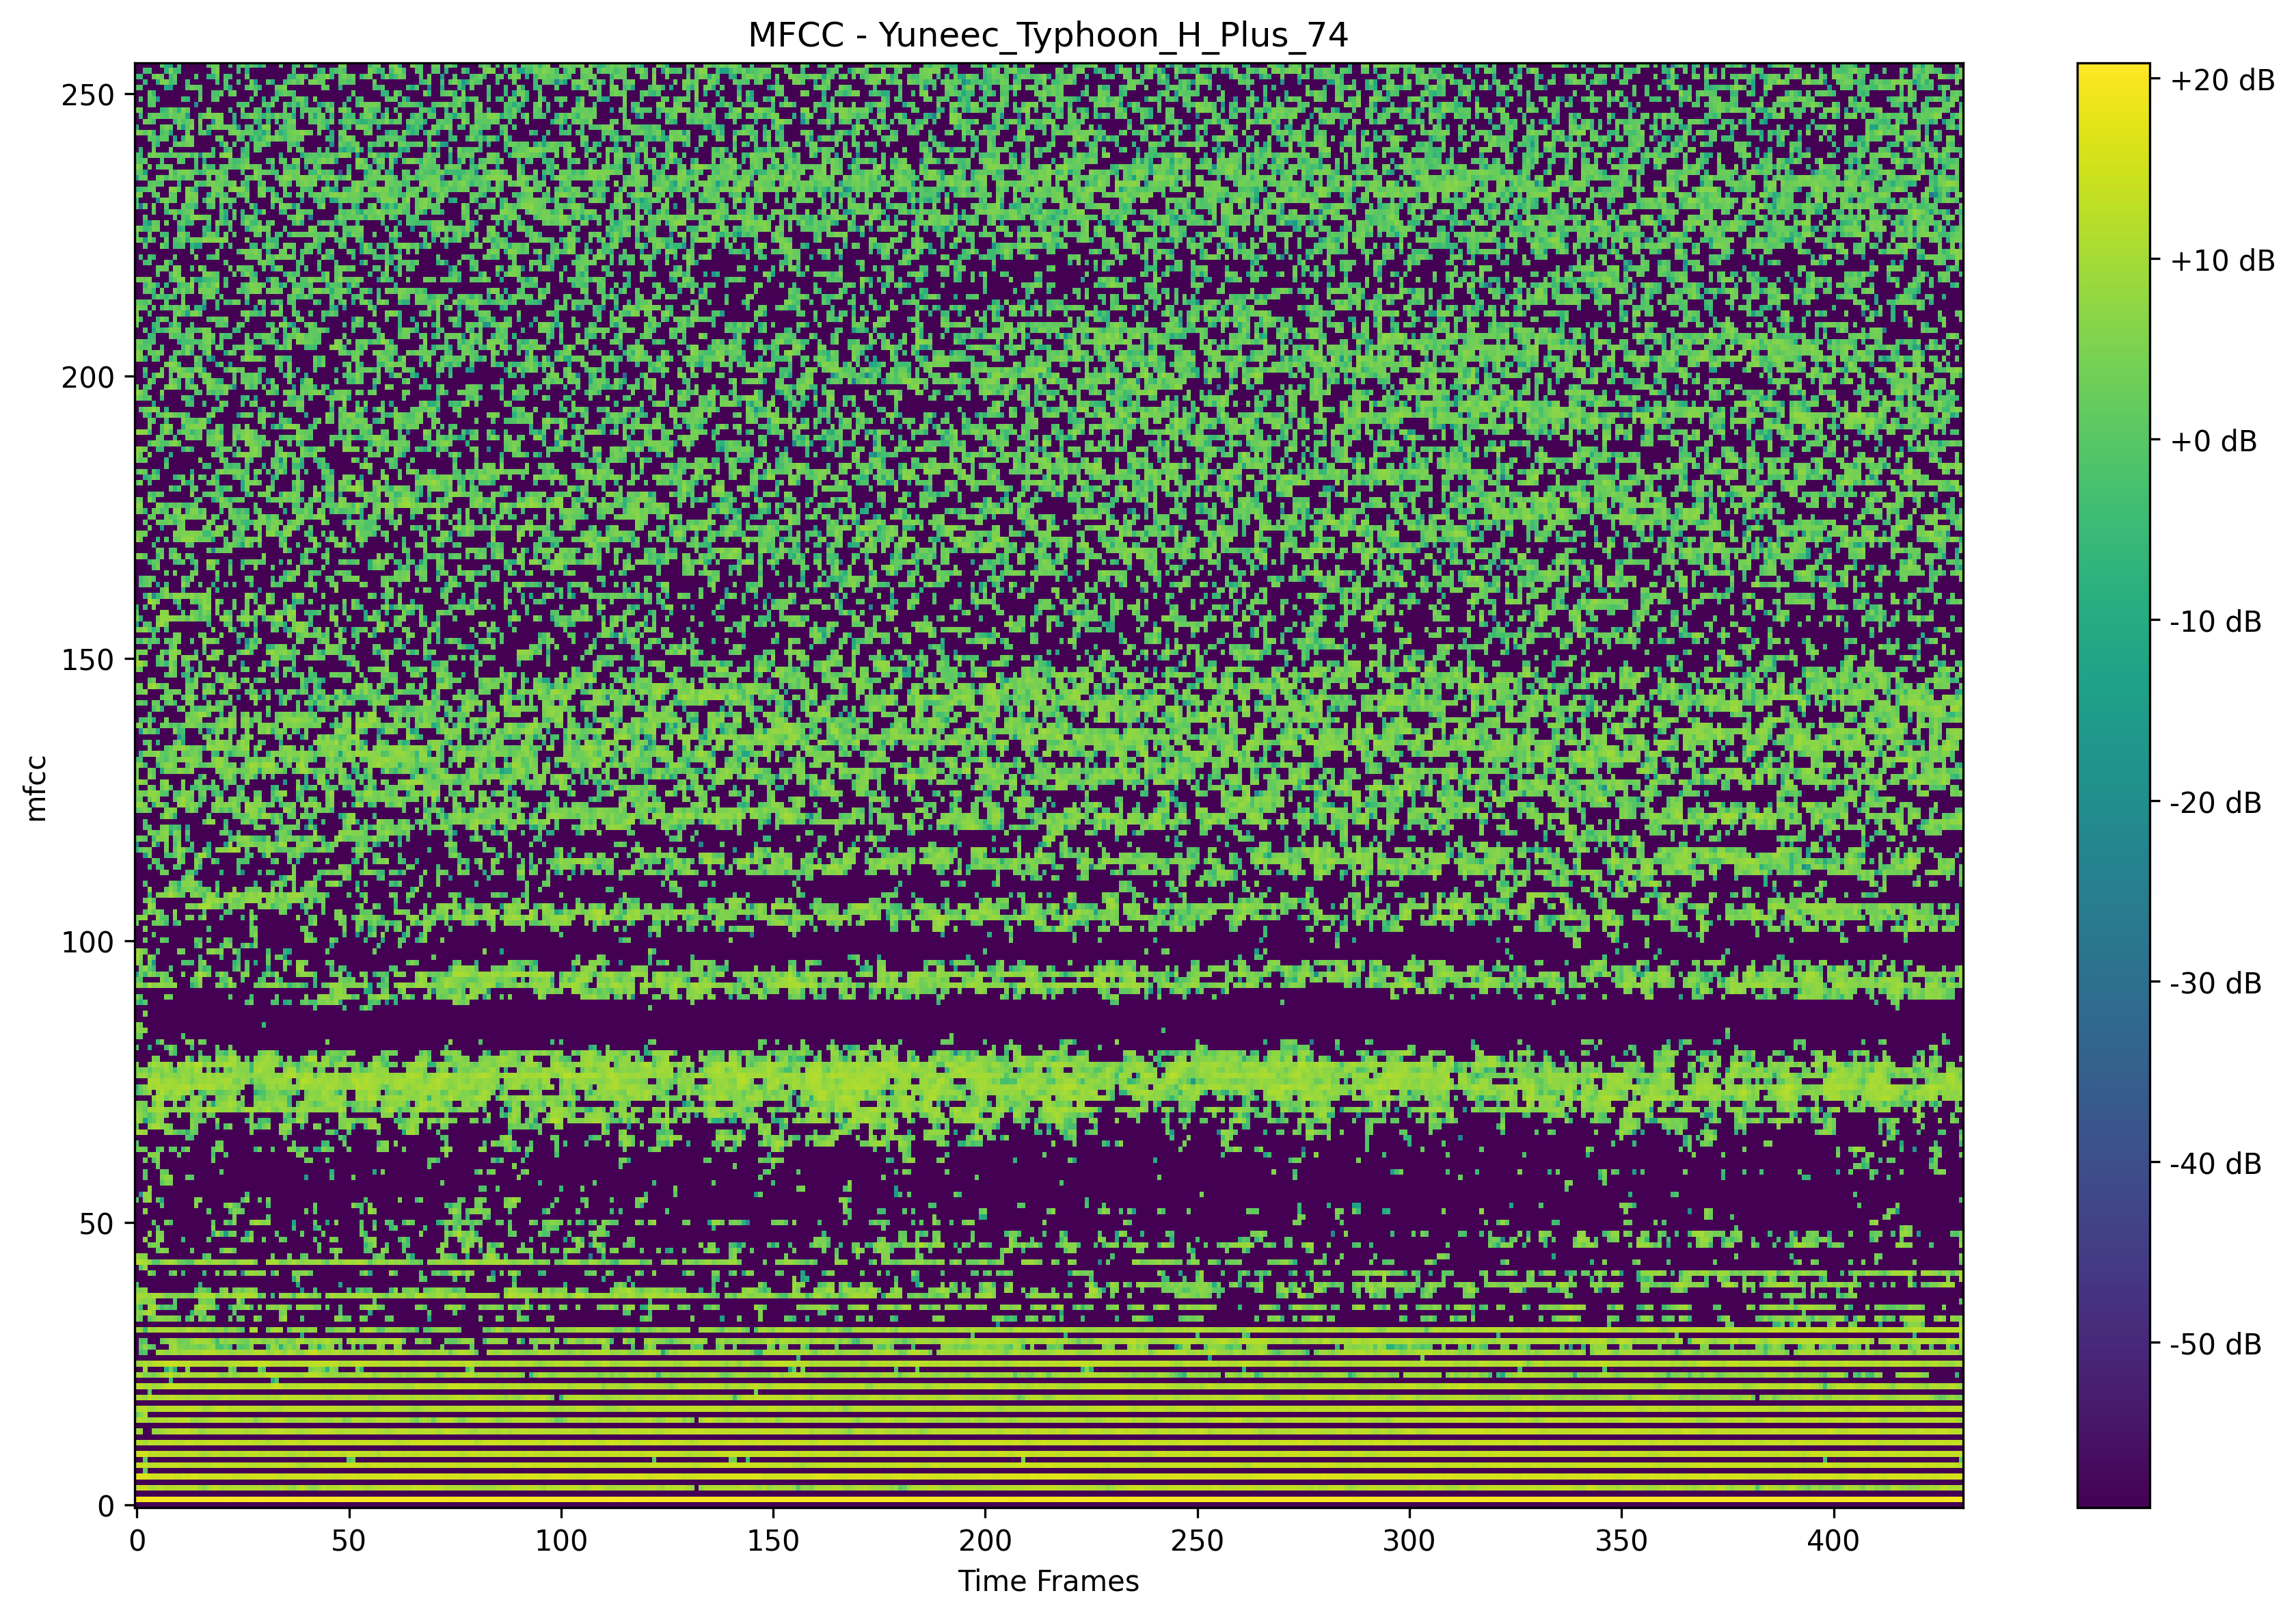 MFCC - Yuneec_Typhoon_H_Plus_74
250
200
150
100
50
0
mfcc
0 50 100 150 200 250 300 350 400
Time Frames
+20 dB
+10 dB
+0 dB
-10 dB
-20 dB
-30 dB
-40 dB
-50 dB